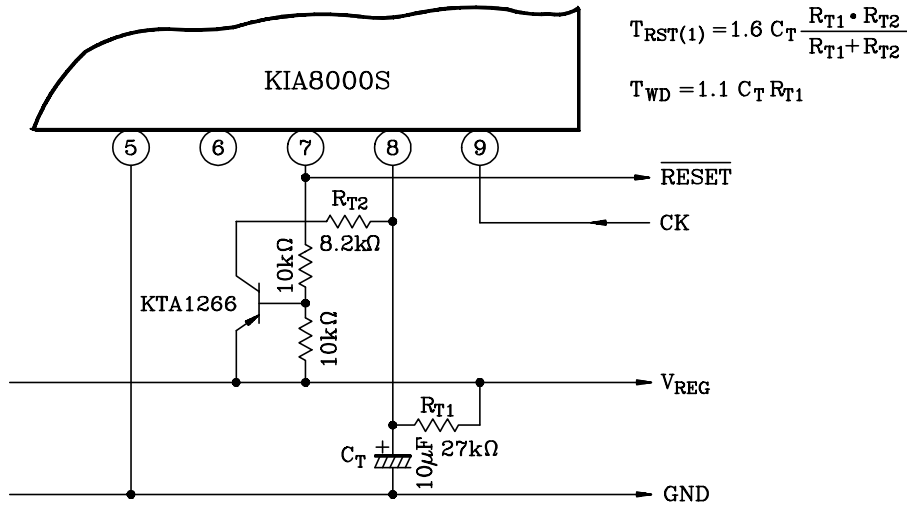 T_RST(1) = 1.6 C_T R_T1 • R_T2 / R_T1 + R_T2
KIA8000S
T_WD = 1.1 C_T R_T1
5 6 7 8 9
RESET
R_T2
CK
8.2kΩ
10kΩ
KTA1266
10kΩ
V_REG
R_T1
27kΩ
C_T + 10μF
GND